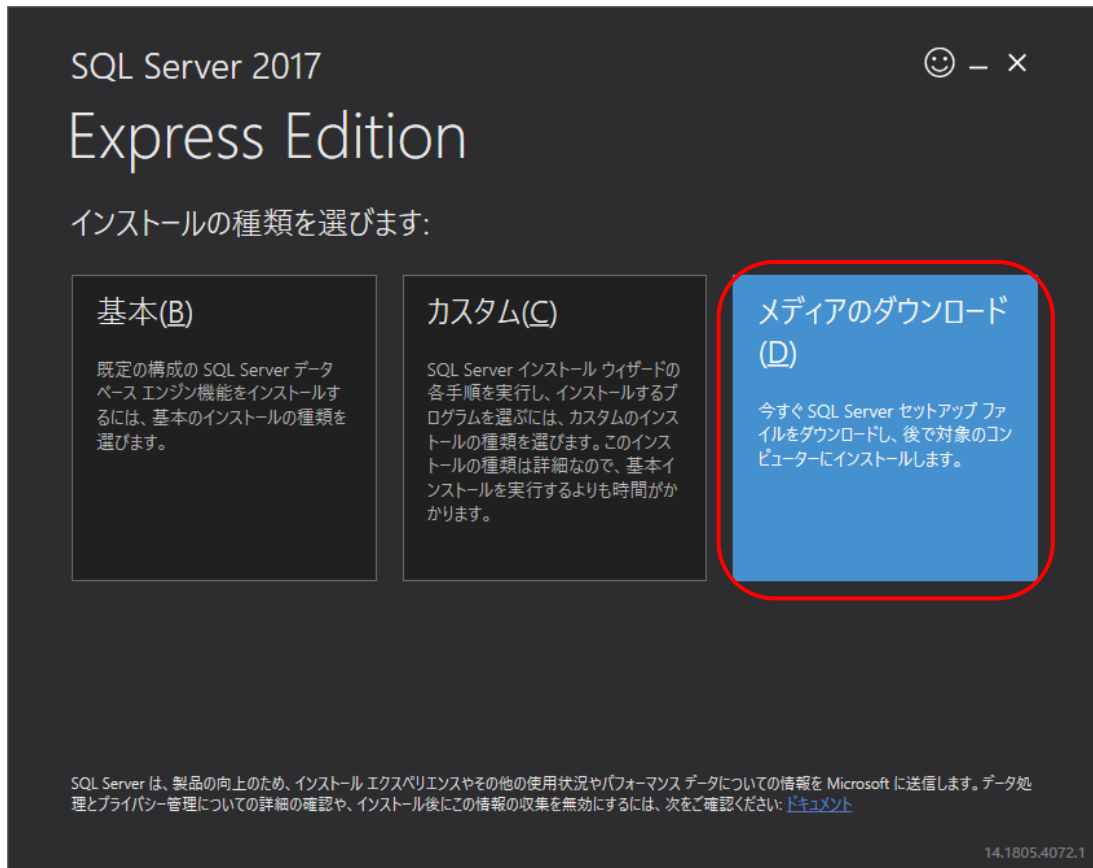 SQL Server 2017
Express Edition
インストールの種類を選びます:
基本(B)
既定の構成の SQL Server データ
ベース エンジン機能をインストールす
るには、基本のインストールの種類を
選びます。
カスタム(C)
SQL Server インストール ウィザードの
各手順を実行し、インストールするプ
ログラムを選ぶには、カスタムのインス
トールの種類を選びます。このインス
トールの種類は詳細なので、基本イ
ンストールを実行するよりも時間がか
かります。
メディアのダウンロード
(D)
今すぐ SQL Server セットアップ ファ
イルをダウンロードし、後で対象のコン
ピューターにインストールします。
SQL Server は、製品の向上のため、インストール エクスペリエンスやその他の使用状況やパフォーマンス データについての情報を Microsoft に送信します。データ処
理とプライバシー管理についての詳細の確認や、インストール後にこの情報の収集を無効にするには、次をご確認ください: ドキュメント
14.1805.4072.1